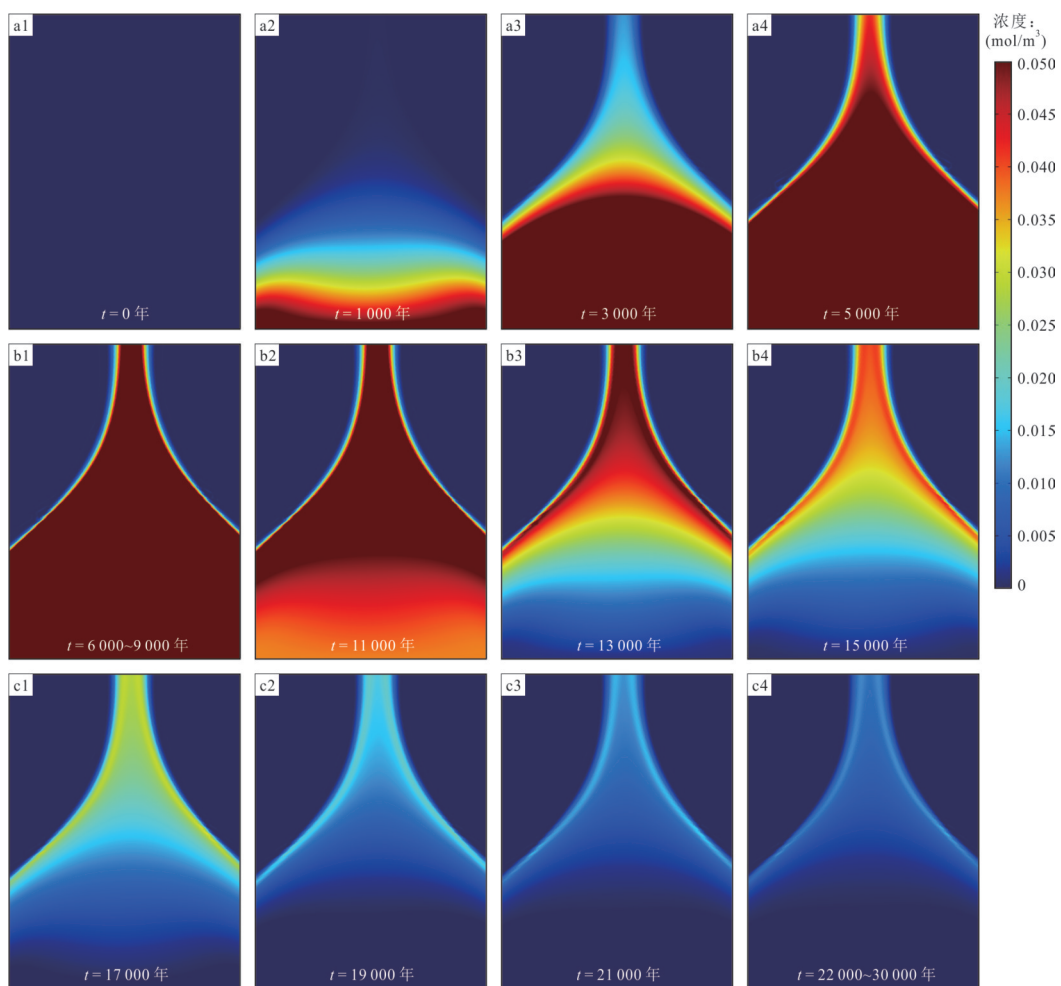 a1
a2
a3
a4
浓度:
(mol/m³)
t = 0 年
t = 1 000 年
t = 3 000 年
t = 5 000 年
0.050
0.045
0.040
0.035
0.030
0.025
0.020
0.015
0.010
0.005
0
b1
b2
b3
b4
t = 6 000~9 000 年
t = 11 000 年
t = 13 000 年
t = 15 000 年
c1
c2
c3
c4
t = 17 000 年
t = 19 000 年
t = 21 000 年
t = 22 000~30 000 年